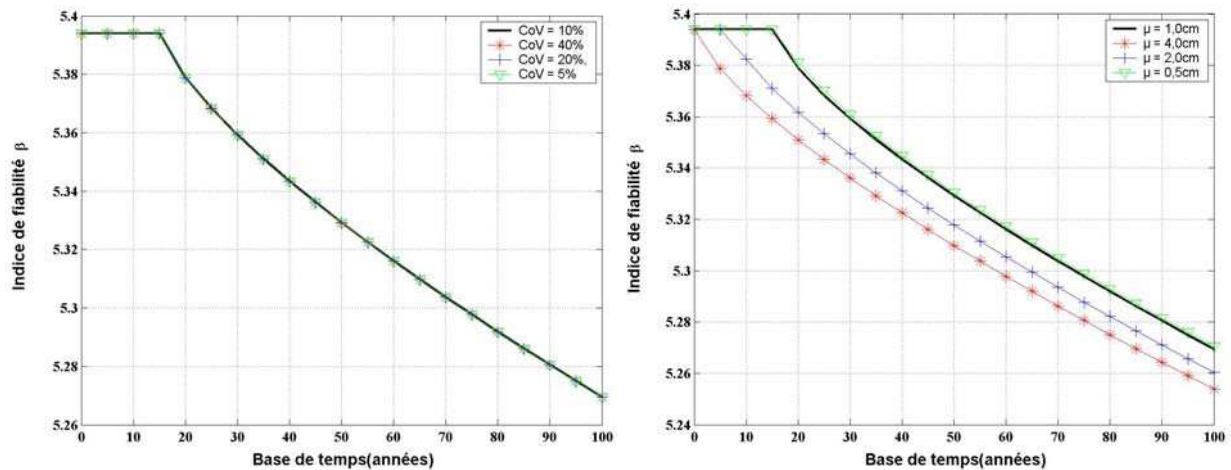 5.4
5.38
5.36
5.34
5.32
5.3
5.28
5.26
Indice de fiabilité β
CoV = 10%
CoV = 40%
CoV = 20%,
CoV = 5%
0 10 20 30 40 50 60 70 80 90 100
Base de temps(années)
5.4
5.38
5.36
5.34
5.32
5.3
5.28
5.26
5.24
Indice de fiabilité β
μ = 1,0cm
μ = 4,0cm
μ = 2,0cm
μ = 0,5cm
0 10 20 30 40 50 60 70 80 90 100
Base de temps(années)